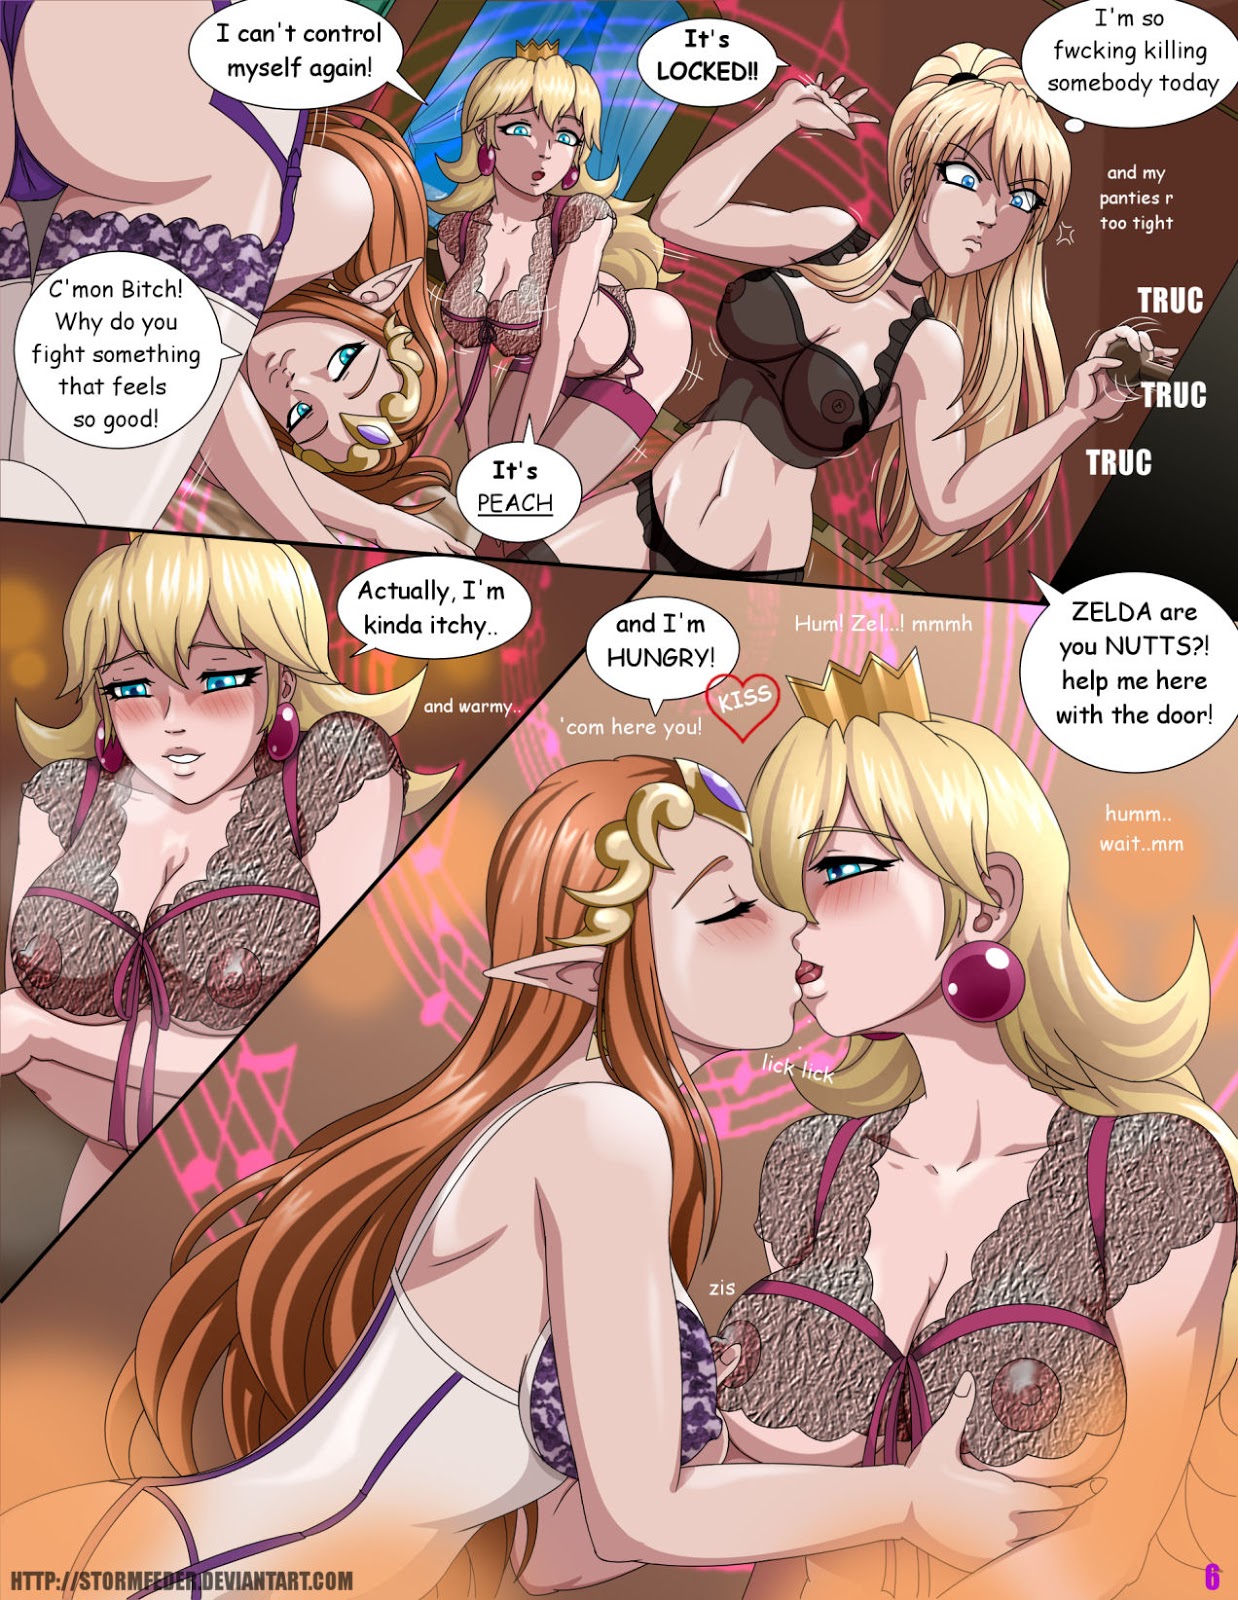 I can't control
myself again!
It's
LOCKED!!
I'm so
fwcking killing
somebody today
and my
panties r
too tight
C'mon Bitch!
Why do you
fight something
that feels
so good!
It's
PEACH
TRUC
TRUC
TRUC
Actually, I'm
kinda itchy..
and warmy..
and I'm
HUNGRY!
'com here you!
KISS
Hum! Zel...! mmmh
ZELDA are
you NUTTS?!
help me here
with the door!
humm..
wait..mm
lick lick
zis
HTTP://STORMFEDER.DEVIANTART.COM
6